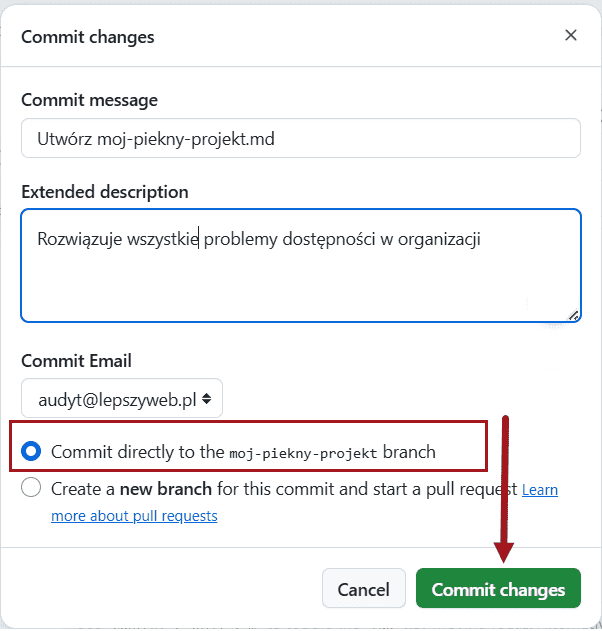 Commit changes
Commit message
Utwórz moj-piekny-projekt.md
Extended description
Rozwiązuje wszystkie problemy dostępności w organizacji
Commit Email
audyt@lepszyweb.pl
Commit directly to the moj-piekny-projekt branch
Create a new branch for this commit and start a pull request Learn
more about pull requests
Cancel
Commit changes